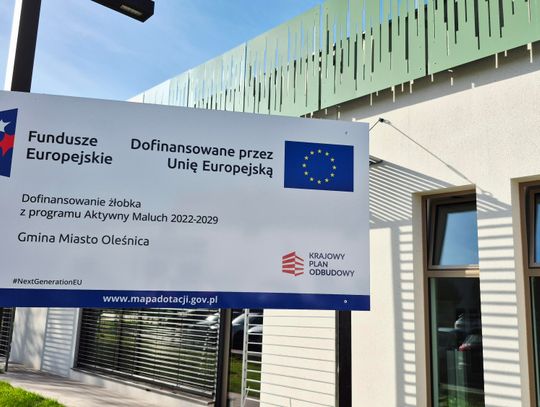 Fundusze
Europejskie
Dofinansowane przez
Unię Europejską
Dofinansowanie żłobka
z programu Aktywny Maluch 2022-2029
Gmina Miasto Oleśnica
KRAJOWY
PLAN
ODBUDOWY
#NextGenerationEU
www.mapadotacji.gov.pl